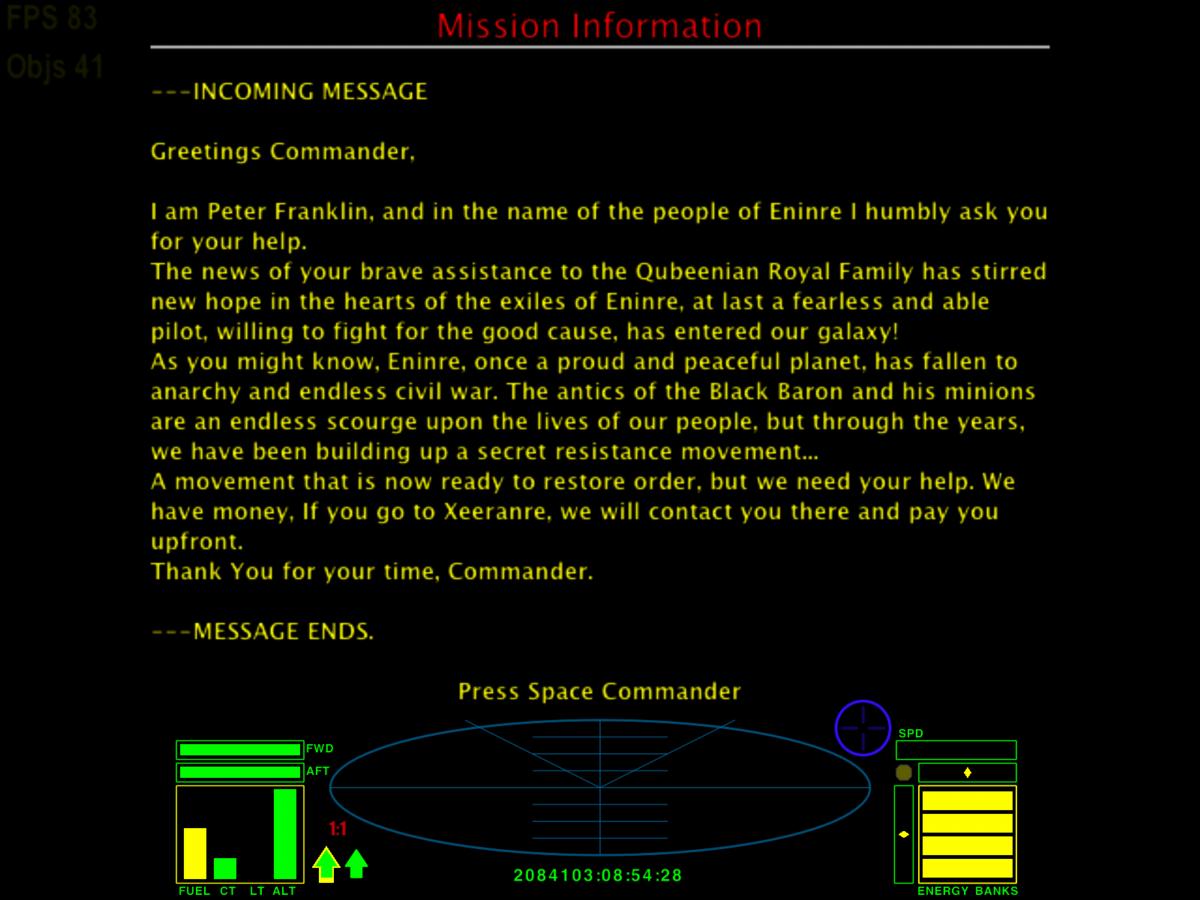 FPS 83
Mission Information
Objs 41
---INCOMING MESSAGE
Greetings Commander,
I am Peter Franklin, and in the name of the people of Eninre I humbly ask you
for your help.
The news of your brave assistance to the Qubeenian Royal Family has stirred
new hope in the hearts of the exiles of Eninre, at last a fearless and able
pilot, willing to fight for the good cause, has entered our galaxy!
As you might know, Eninre, once a proud and peaceful planet, has fallen to
anarchy and endless civil war. The antics of the Black Baron and his minions
are an endless scourge upon the lives of our people, but through the years,
we have been building up a secret resistance movement...
A movement that is now ready to restore order, but we need your help. We
have money, If you go to Xeeranre, we will contact you there and pay you
upfront.
Thank You for your time, Commander.
---MESSAGE ENDS.
Press Space Commander
SPD
FWD
AFT
1:1
2084103:08:54:28
FUEL CT LT ALT
ENERGY BANKS